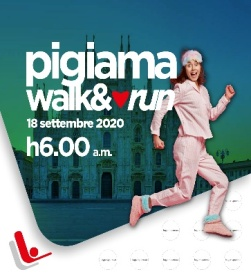 pigiama
walk&run
18 settembre 2020
h6.00 a.m.